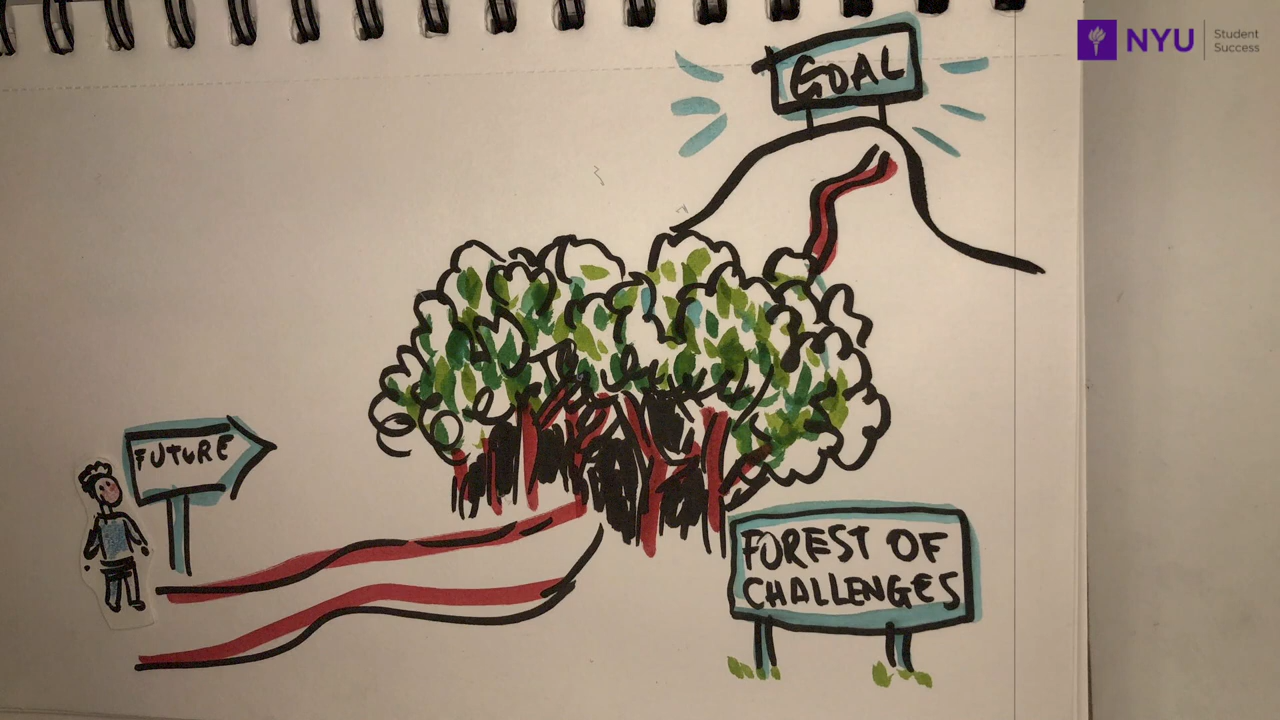 GOAL
NYU Student
Success
FUTURE
FOREST OF
CHALLENGES